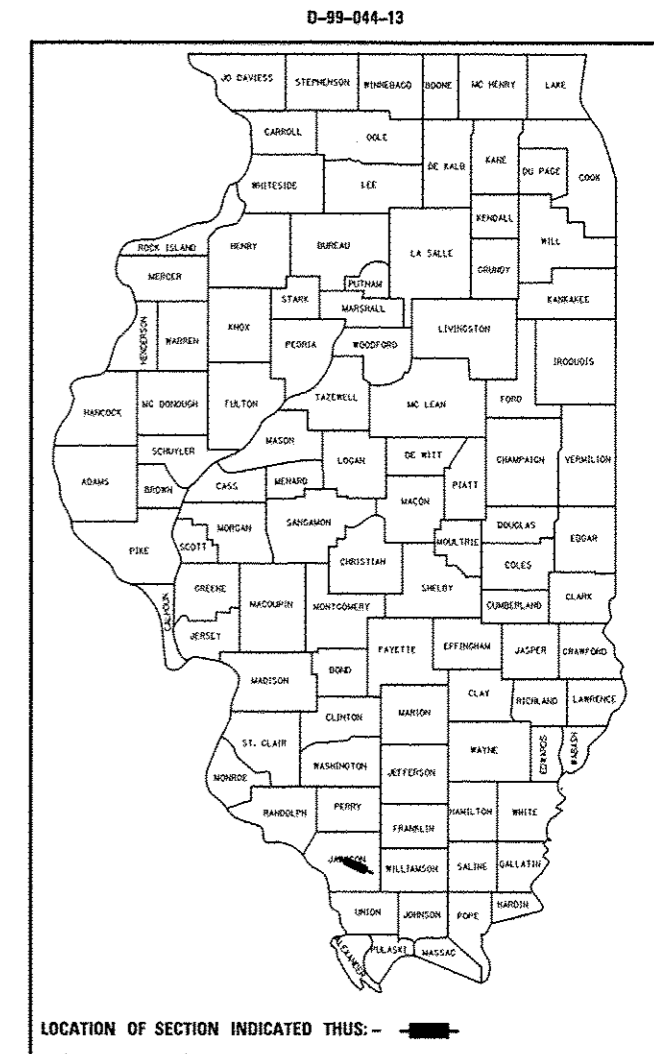 D-99-044-13
JO DAVIESS STEPHENSON WINNEBAGO BOONE MC HENRY LAKE
CARROLL OGLE
DE KALB KANE DU PAGE COOK
WHITESIDE LEE
KENDALL
ROCK ISLAND HENRY BUREAU LA SALLE GRUNDY WILL
MERCER PUTNAM
STARK MARSHALL KANKAKEE
HENDERSON WARREN KNOX PEORIA WOODFORD LIVINGSTON IROQUOIS
HANCOCK MC DONOUGH FULTON TAZEWELL MC LEAN FORD
SCHUYLER MASON
ADAMS BROWN CASS MENARD LOGAN DE WITT PIATT CHAMPAIGN VERMILION
MACON
PIKE SCOTT MORGAN SANGAMON MOULTRIE DOUGLAS EDGAR
CHRISTIAN COLES
CALHOUN GREENE MACOUPIN MONTGOMERY SHELBY CUMBERLAND CLARK
JERSEY
FAYETTE EFFINGHAM JASPER CRAWFORD
MADISON BOND
CLAY RICHLAND LAWRENCE
CLINTON MARION
ST. CLAIR WAYNE EDWARDS WABASH
MONROE WASHINGTON JEFFERSON
RANDOLPH PERRY HAMILTON WHITE
FRANKLIN
WILLIAMSON SALINE GALLATIN
UNION JOHNSON POPE HARDIN
ALEXANDER PULASKI MASSAC
LOCATION OF SECTION INDICATED THUS: -